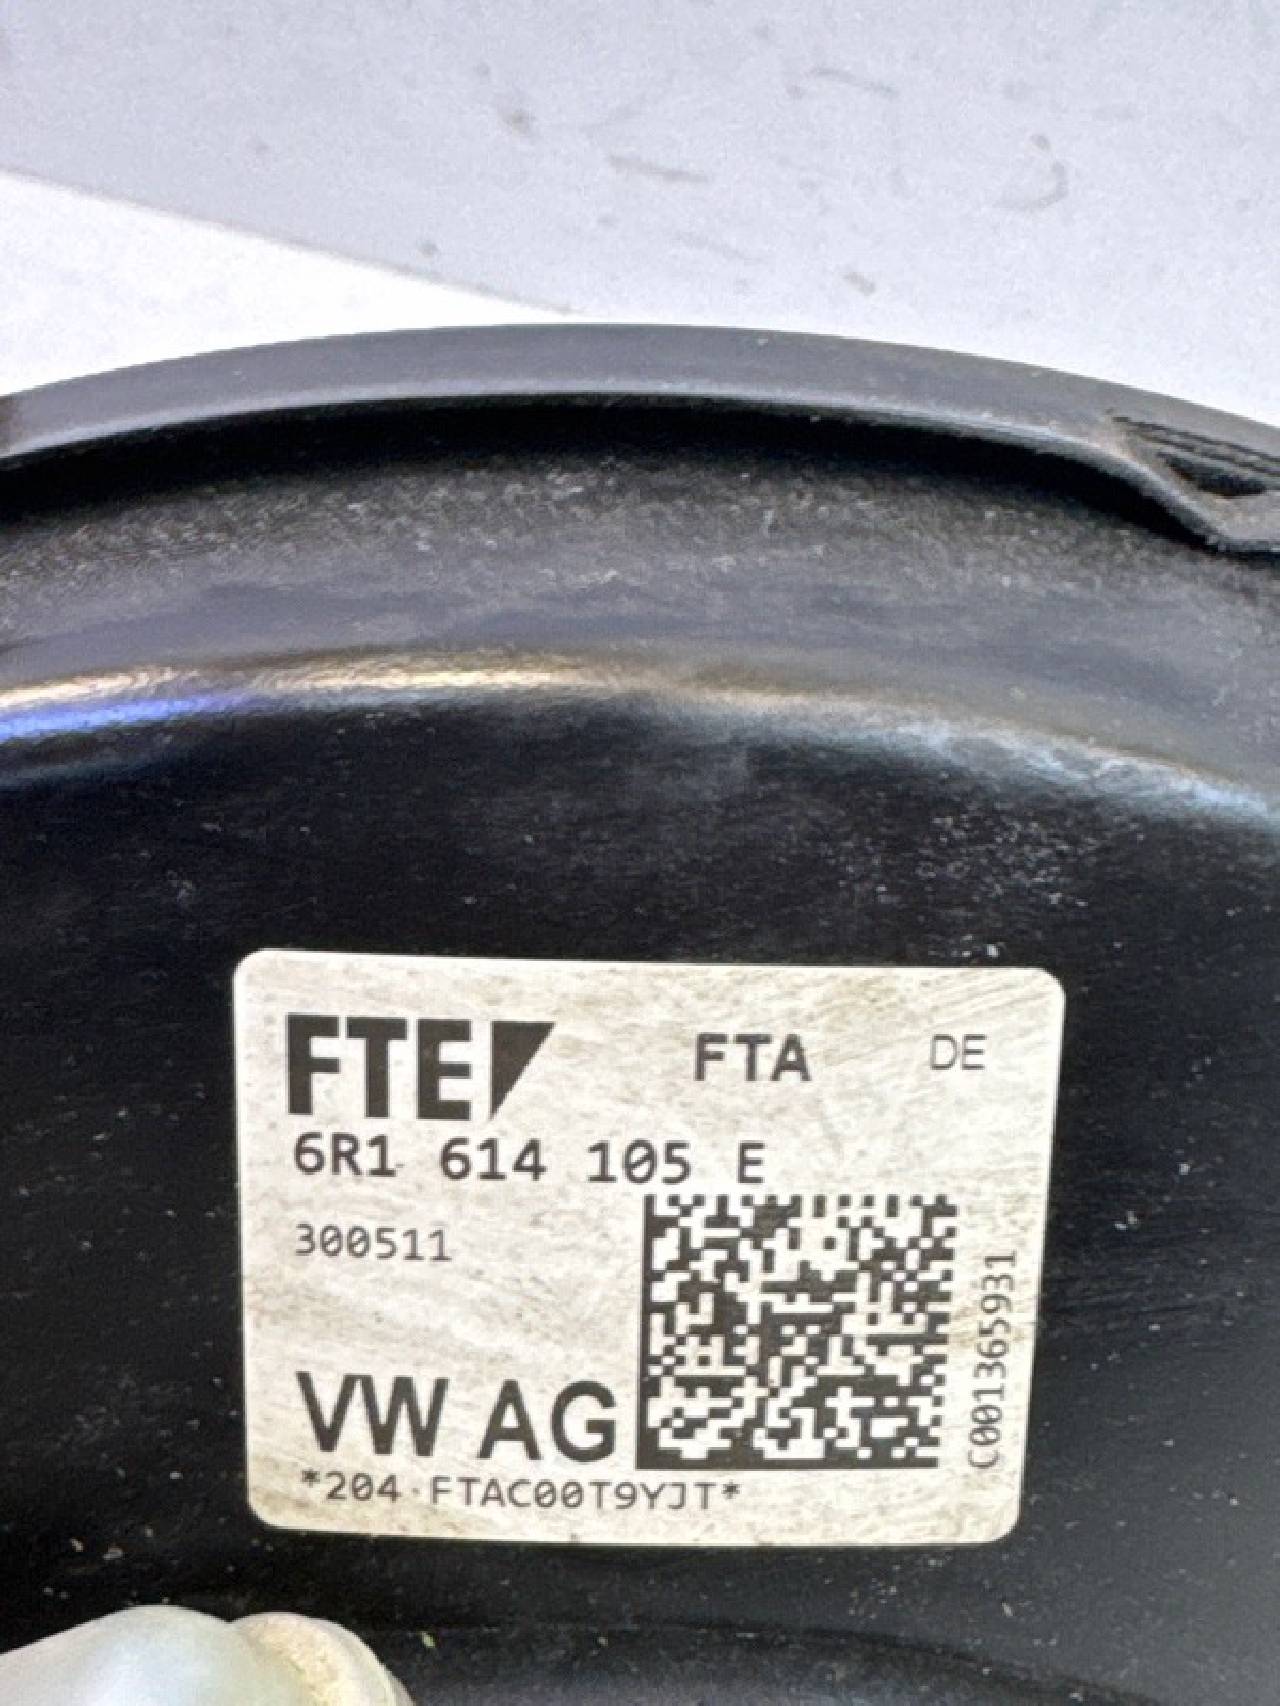 FTE FTA DE
6R1 614 105 E
300511
C001365931
VW AG
*204 FTAC00T9YJT*